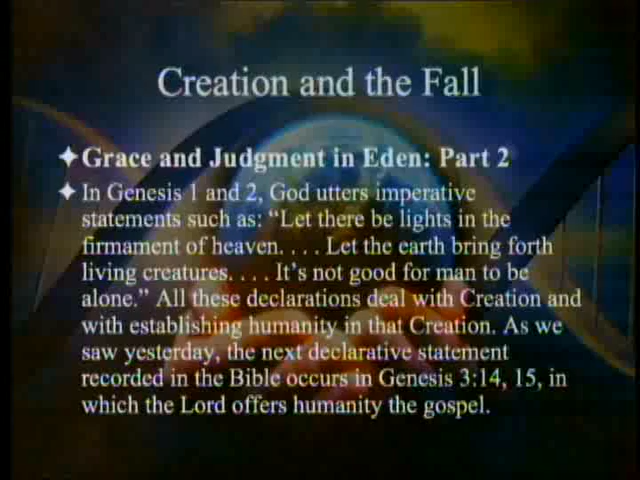 Creation and the Fall
Grace and Judgment in Eden: Part 2
In Genesis 1 and 2, God utters imperative
statements such as: “Let there be lights in the
firmament of heaven. . . . Let the earth bring forth
living creatures. . . . It’s not good for man to be
alone.” All these declarations deal with Creation and
with establishing humanity in that Creation. As we
saw yesterday, the next declarative statement
recorded in the Bible occurs in Genesis 3:14, 15, in
which the Lord offers humanity the gospel.